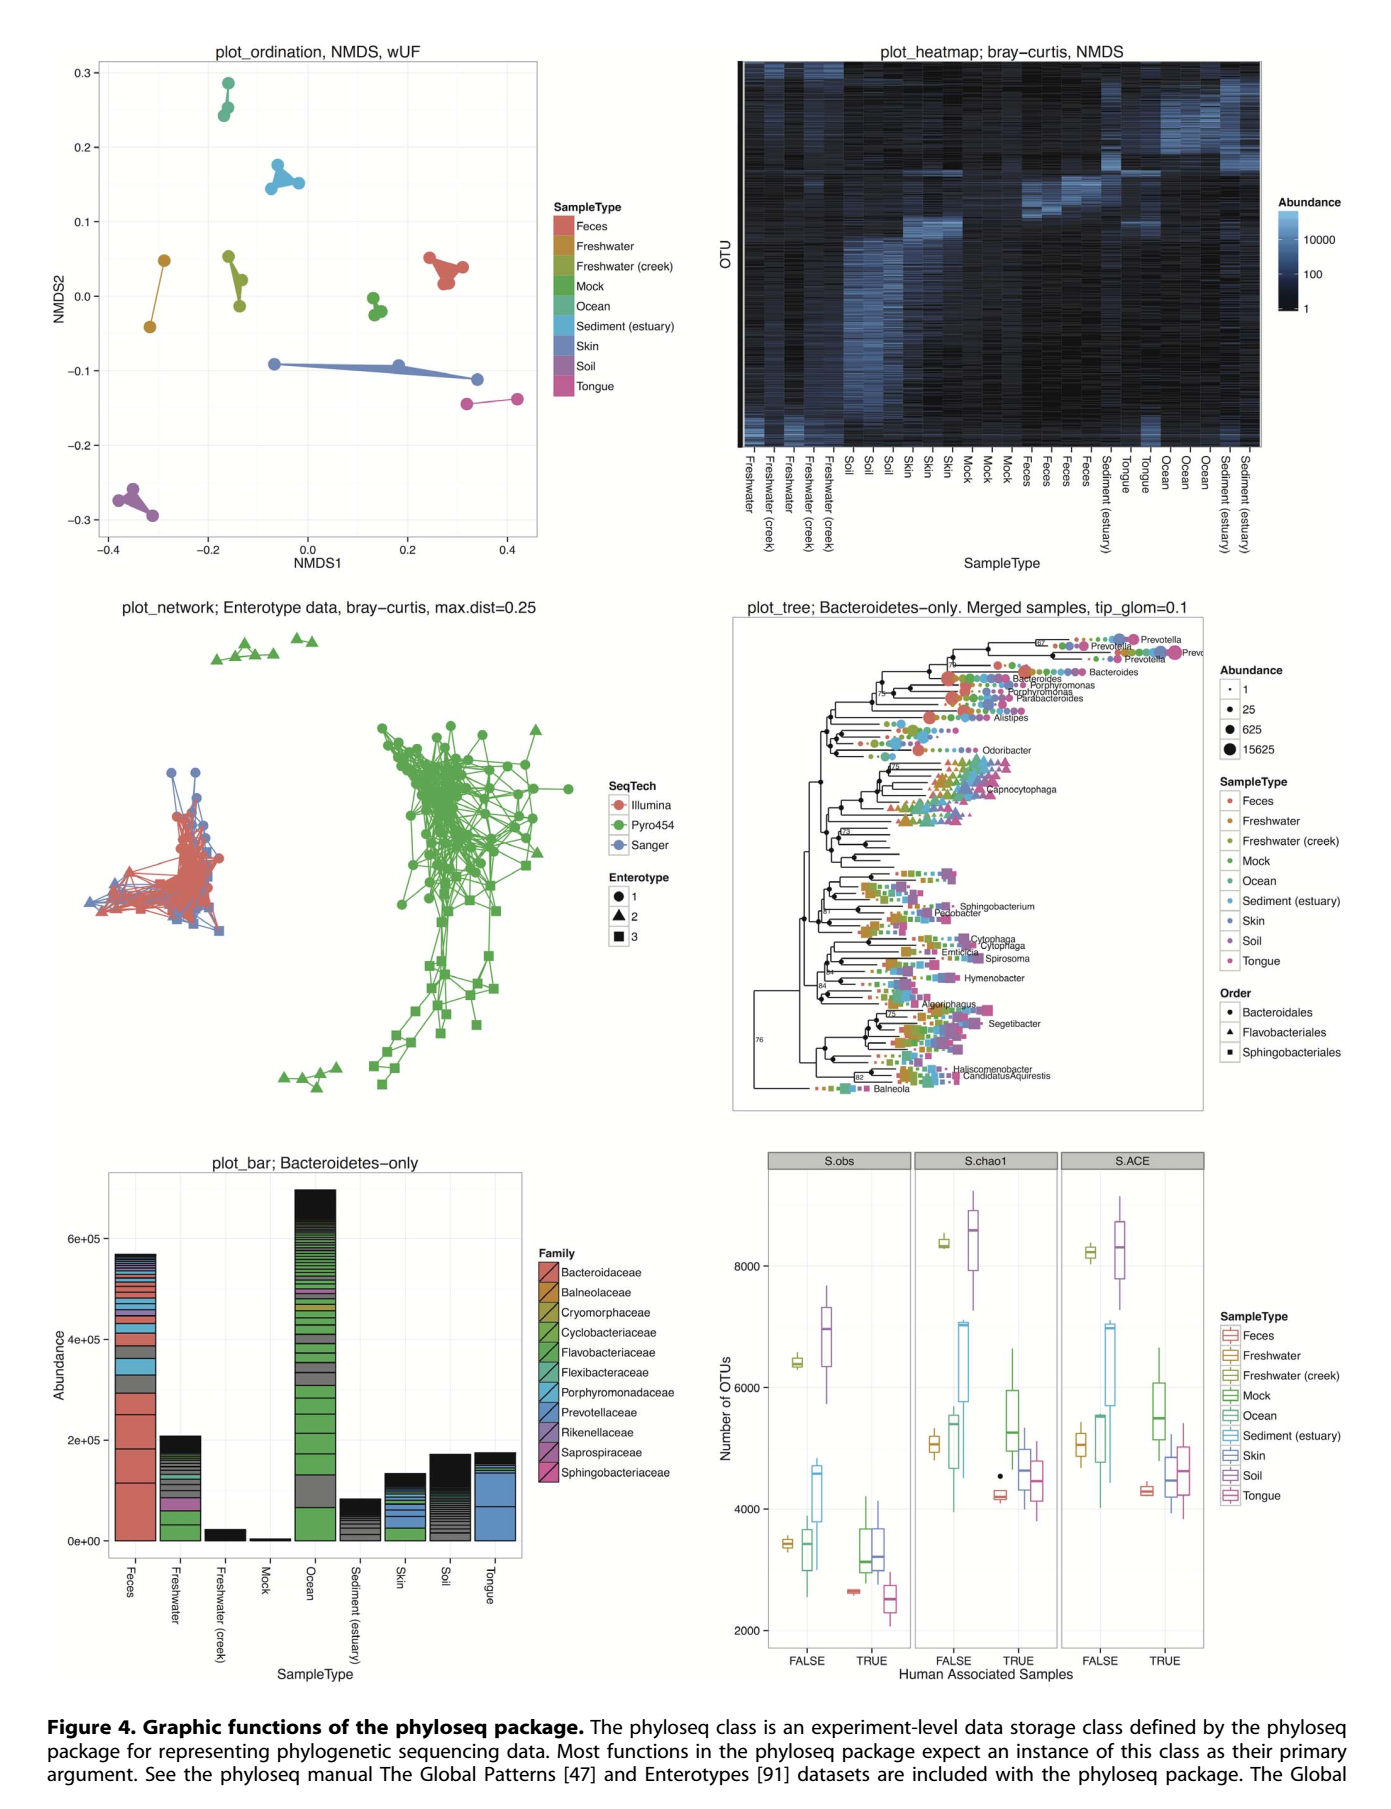 plot_ordination, NMDS, wUF
0.3
0.2
0.1
0.0
−0.1
−0.2
−0.3
NMDS2
−0.4
−0.2
0.0
0.2
0.4
NMDS1
SampleType
Feces
Freshwater
Freshwater (creek)
Mock
Ocean
Sediment (estuary)
Skin
Soil
Tongue
plot_heatmap; bray−curtis, NMDS
OTU
Freshwater
Freshwater (creek)
Freshwater
Freshwater (creek)
Freshwater (creek)
Soil
Soil
Soil
Skin
Skin
Skin
Mock
Mock
Mock
Feces
Feces
Feces
Feces
Sediment (estuary)
Tongue
Tongue
Ocean
Ocean
Ocean
Sediment (estuary)
Sediment (estuary)
SampleType
Abundance
10000
100
1
plot_network; Enterotype data, bray−curtis, max.dist=0.25
SeqTech
Illumina
Pyro454
Sanger
Enterotype
1
2
3
plot_tree; Bacteroidetes−only. Merged samples, tip_glom=0.1
67
Prevotella
Prevotella
Prevo
Prevotella
79
Bacteroides
Bacteroides
Porphyromonas
75
Porphyromonas
Parabacteroides
Alistipes
Odoribacter
75
Capnocytophaga
73
Sphingobacterium
81
Pedobacter
Cytophaga
Cytophaga
Emticicia
Spirosoma
84
Hymenobacter
84
Algoriphagus
75
Segetibacter
76
Haliscomenobacter
82
CandidatusAquirestis
Balneola
Abundance
1
25
625
15625
SampleType
Feces
Freshwater
Freshwater (creek)
Mock
Ocean
Sediment (estuary)
Skin
Soil
Tongue
Order
Bacteroidales
Flavobacteriales
Sphingobacteriales
plot_bar; Bacteroidetes−only
6e+05
4e+05
2e+05
0e+00
Abundance
Feces
Freshwater
Freshwater (creek)
Mock
Ocean
Sediment (estuary)
Skin
Soil
Tongue
SampleType
Family
Bacteroidaceae
Balneolaceae
Cryomorphaceae
Cyclobacteriaceae
Flavobacteriaceae
Flexibacteraceae
Porphyromonadaceae
Prevotellaceae
Rikenellaceae
Saprospiraceae
Sphingobacteriaceae
S.obs
S.chao1
S.ACE
8000
6000
4000
2000
Number of OTUs
FALSE
TRUE
FALSE
TRUE
FALSE
TRUE
Human Associated Samples
SampleType
Feces
Freshwater
Freshwater (creek)
Mock
Ocean
Sediment (estuary)
Skin
Soil
Tongue
Figure 4. Graphic functions of the phyloseq package. The phyloseq class is an experiment-level data storage class defined by the phyloseq
package for representing phylogenetic sequencing data. Most functions in the phyloseq package expect an instance of this class as their primary
argument. See the phyloseq manual The Global Patterns [47] and Enterotypes [91] datasets are included with the phyloseq package. The Global